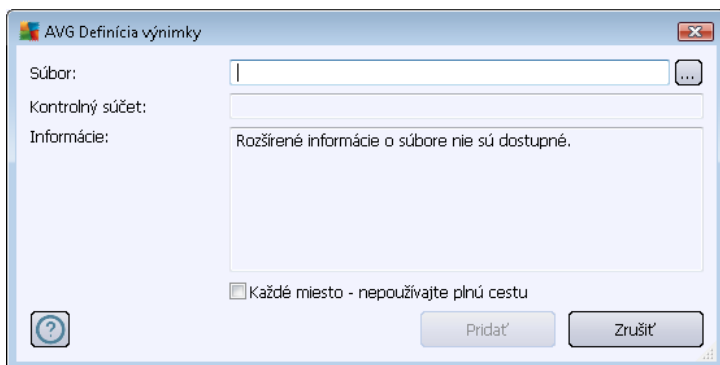 AVG Definícia výnimky
Súbor:
...
Kontrolný súčet:
Informácie:
Rozšírené informácie o súbore nie sú dostupné.
Každé miesto - nepoužívajte plnú cestu
?
Pridať
Zrušiť